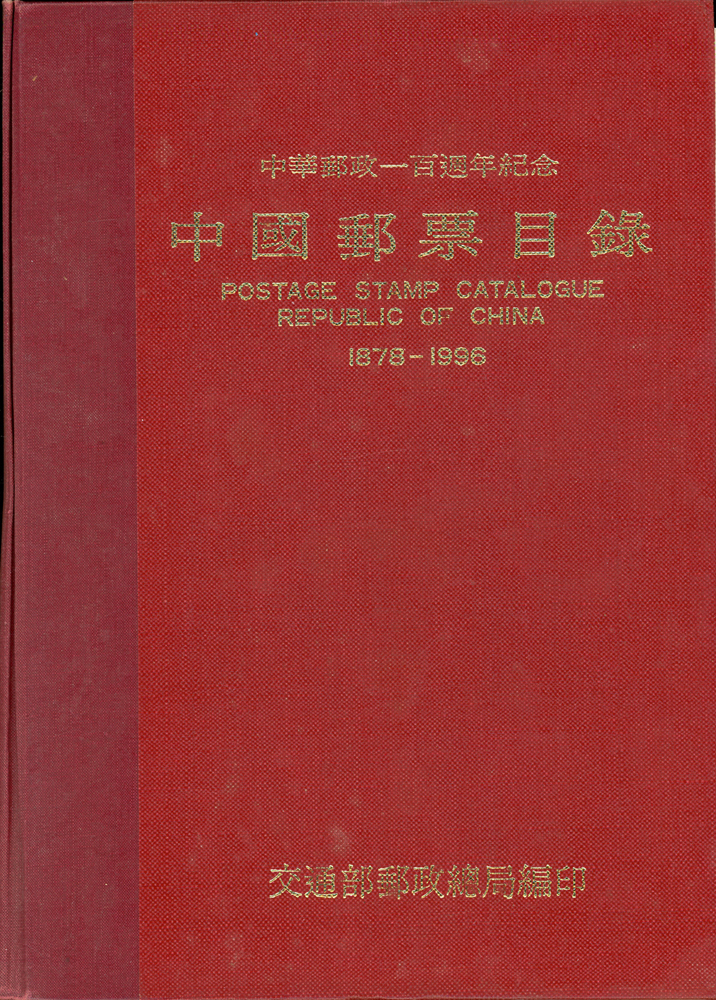 中華郵政一百週年紀念
中國郵票目錄
POSTAGE STAMP CATALOGUE
REPUBLIC OF CHINA
1878-1996
交通部郵政總局編印